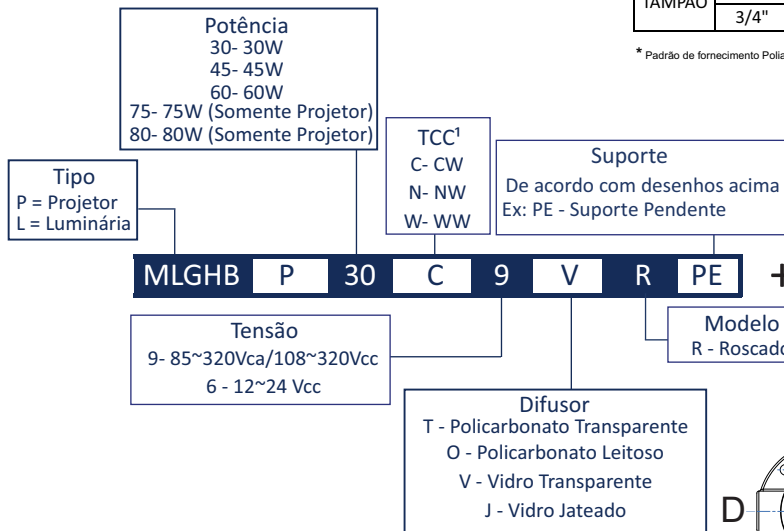 TAMPÃO
3/4"
* Padrão de fornecimento
Potência
30- 30W
45- 45W
60- 60W
75- 75W (Somente Projetor)
80- 80W (Somente Projetor)
TCC¹
C- CW
N- NW
W- WW
Suporte
De acordo com desenhos acima
Ex: PE - Suporte Pendente
Tipo
P = Projetor
L = Luminária
MLGHB P 30 C 9 V R PE +
Tensão
9- 85~320Vca/108~320Vcc
6 - 12~24 Vcc
Modelo
R - Roscado
Difusor
T - Policarbonato Transparente
O - Policarbonato Leitoso
V - Vidro Transparente
J - Vidro Jateado
D